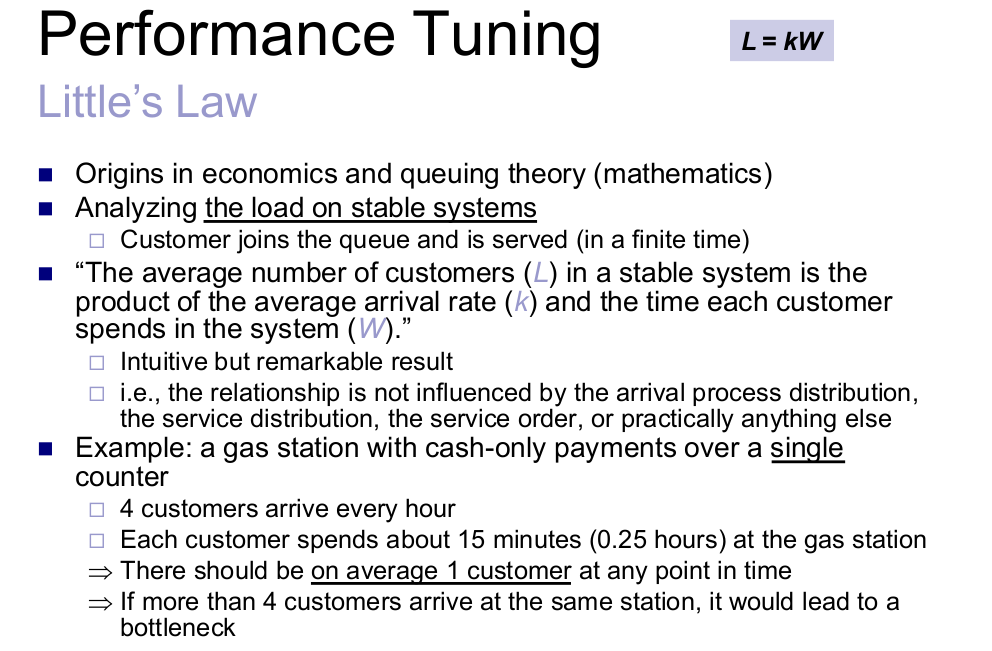 Performance Tuning
L = kW
Little's Law
■ Origins in economics and queuing theory (mathematics)
■ Analyzing the load on stable systems
□ Customer joins the queue and is served (in a finite time)
■ “The average number of customers (L) in a stable system is the
product of the average arrival rate (k) and the time each customer
spends in the system (W).”
□ Intuitive but remarkable result
□ i.e., the relationship is not influenced by the arrival process distribution,
the service distribution, the service order, or practically anything else
■ Example: a gas station with cash-only payments over a single
counter
□ 4 customers arrive every hour
□ Each customer spends about 15 minutes (0.25 hours) at the gas station
⇒ There should be on average 1 customer at any point in time
⇒ If more than 4 customers arrive at the same station, it would lead to a
bottleneck